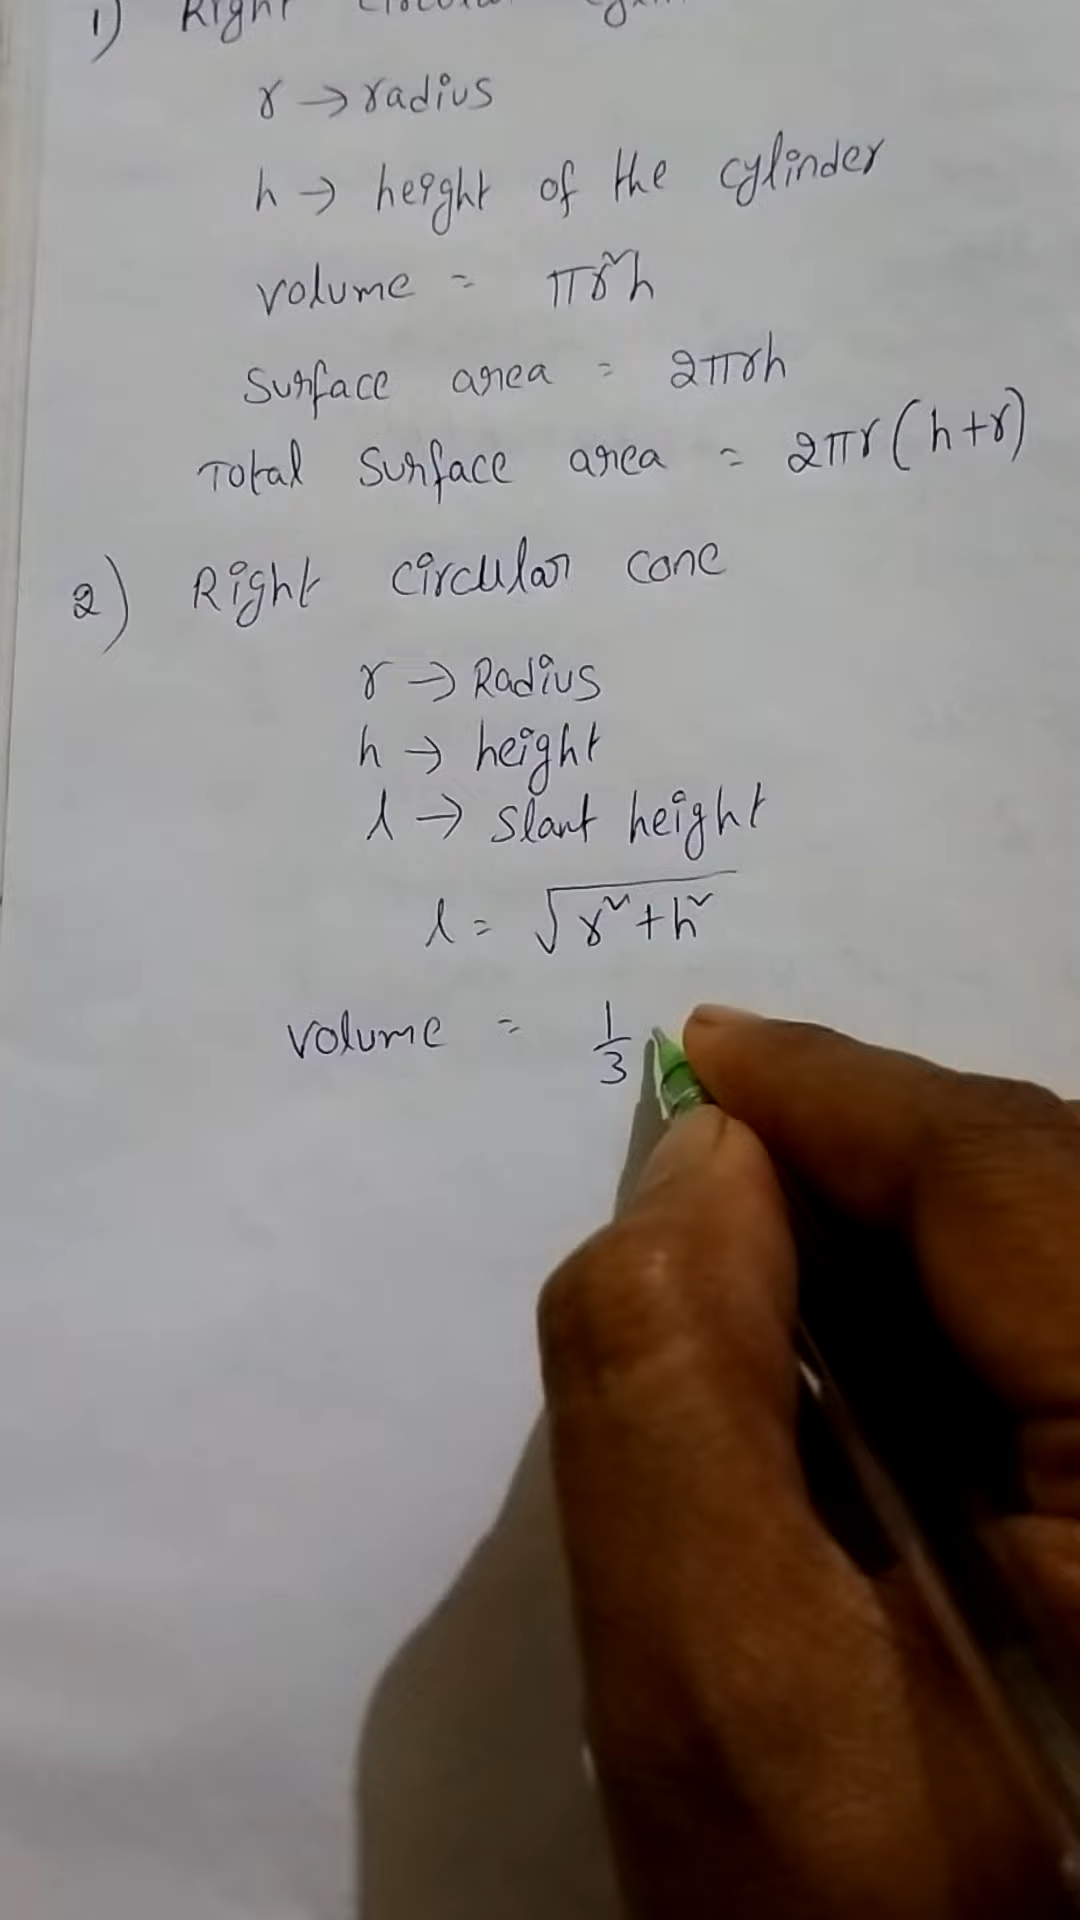 1) Right
r → radius
h → height of the cylinder
volume = πr²h
Surface area = 2πrh
Total surface area = 2πr(h+r)
2) Right circular cone
r → Radius
h → height
l → slant height
l = √r²+h²
volume = 1/3